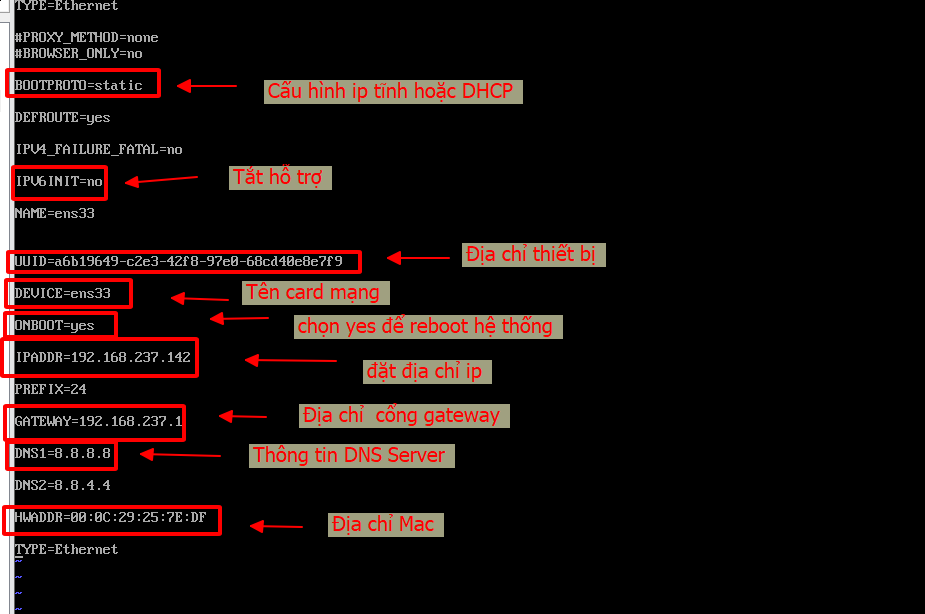 TYPE=Ethernet
#PROXY_METHOD=none
#BROWSER_ONLY=no
BOOTPROTO=static
Cấu hình ip tĩnh hoặc DHCP
DEFROUTE=yes
IPV4_FAILURE_FATAL=no
IPV6INIT=no
Tắt hỗ trợ
NAME=ens33
UUID=a6b19649-c2e3-42f8-97e0-68cd40e8e7f9
Địa chỉ thiết bị
DEVICE=ens33
Tên card mạng
ONBOOT=yes
chọn yes để reboot hệ thống
IPADDR=192.168.237.142
đặt địa chỉ ip
PREFIX=24
GATEWAY=192.168.237.1
Địa chỉ cổng gateway
DNS1=8.8.8.8
Thông tin DNS Server
DNS2=8.8.4.4
HWADDR=00:0C:29:25:7E:DF
Địa chỉ Mac
TYPE=Ethernet
~
~
~
~